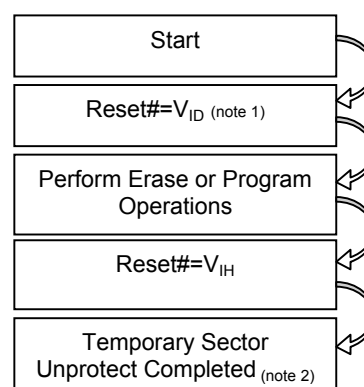 Start
Reset#=VID (note 1)
Perform Erase or Program
Operations
Reset#=VIH
Temporary Sector
Unprotect Completed (note 2)